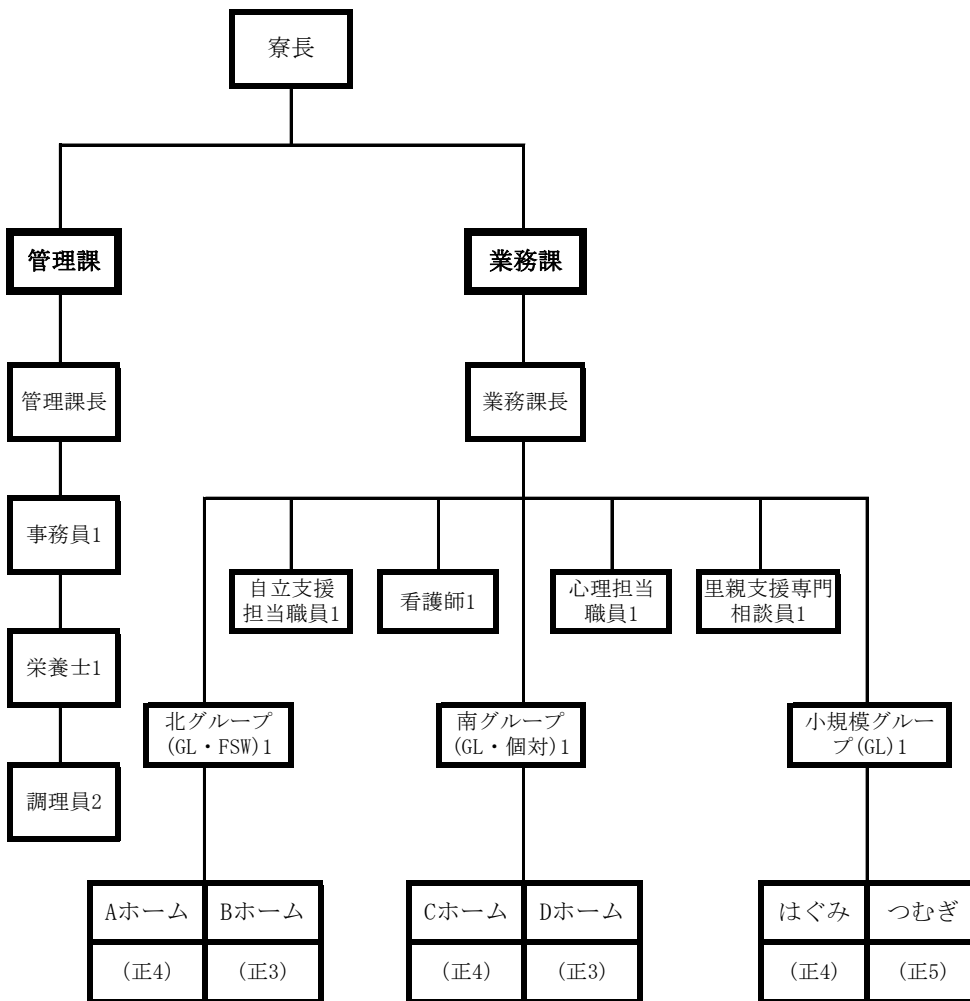 寮長
管理課
業務課
管理課長
業務課長
事務員1
自立支援
担当職員1
看護師1
心理担当
職員1
里親支援専門
相談員1
栄養士1
北グループ
(GL・FSW)1
南グループ
(GL・個対)1
小規模グルー
プ(GL)1
調理員2
Aホーム
Bホーム
Cホーム
Dホーム
はぐみ
つむぎ
(正4)
(正3)
(正4)
(正3)
(正4)
(正5)